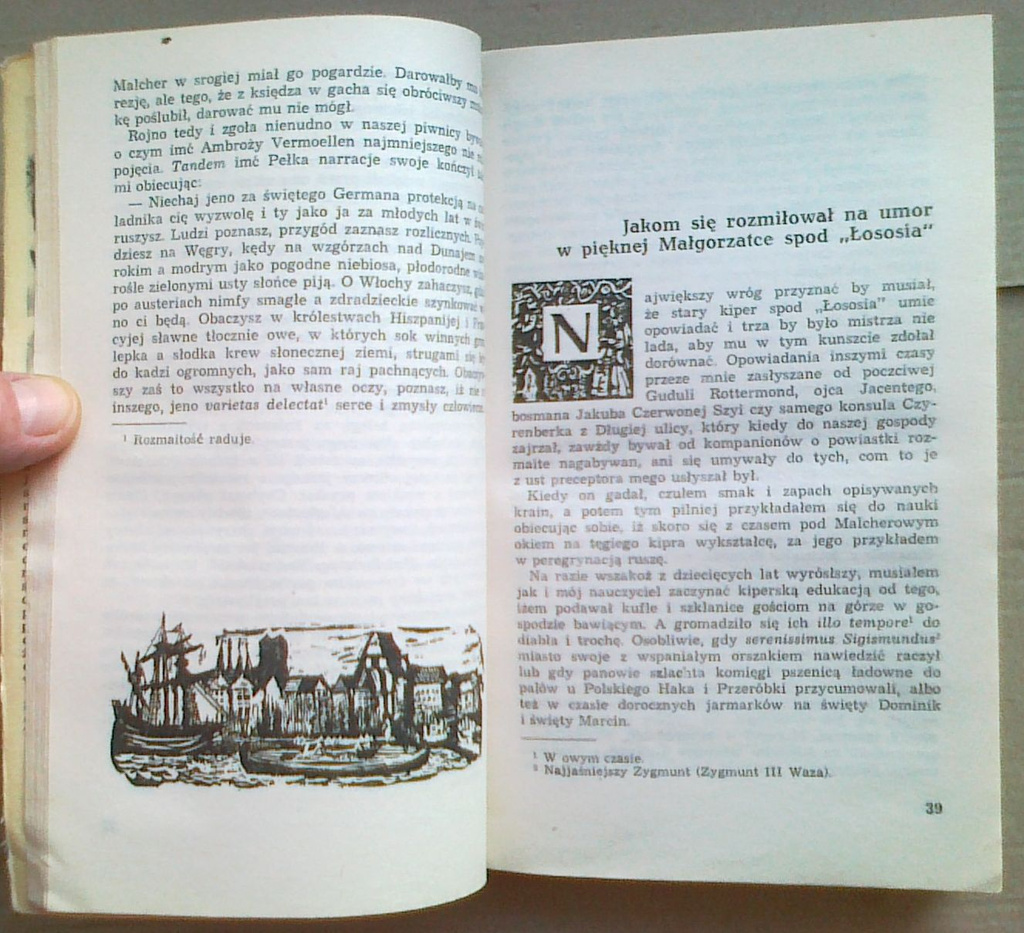 Malcher w srogiej miał go pogardzie. Darowałby mu
rezję, ale tego, że z księdza w gacha się obróciwszy
kę poślubił, darować mu nie mógł.
Rojno tedy i zgoła nienudno w naszej piwnicy
o czym imć Ambroży Vermoellen najmniejszego nie
pojęcia. Tandem imć Pełka narracje swoje kończył
mi obiecując:
— Niechaj jeno za świętego Germana protekcją na
ladnika cię wyzwolę i ty jako ja za młodych lat w
ruszysz. Ludzi poznasz, przygód zaznasz rozlicznych.
dziesz na Węgry, kędy na wzgórzach nad Dunajem
rokim a modrym jako pogodne niebiosa, płodorodne
rośle zielonymi usty słońce piją. O Włochy zahaczysz,
po austeriach nimfy smagłe a zdradzieckie szynkować
no ci będą. Obaczysz w królestwach Hiszpanijej i
cyjej sławne tłocznie owe, w których sok winnych
lepka a słodka krew słonecznej ziemi, strugami się
do kadzi ogromnych, jako sam raj pachnących.
szy zaś to wszystko na własne oczy, poznasz, iż nie
inszego, jeno varietas delectat¹ serce i zmysły
¹ Rozmaitość raduje.
Jakom się rozmiłował na umor
w pięknej Małgorzatce spod „Łososia"
Największy wróg przyznać by musiał,
że stary kiper spod „Łososia" umie
opowiadać i trza by było mistrza nie
lada, aby mu w tym kunszcie zdołał
dorównać. Opowiadania inszymi czasy
przeze mnie zasłyszane od poczciwej
Guduli Rottermond, ojca Jacentego,
bosmana Jakuba Czerwonej Szyi czy samego konsula Czy-
renberka z Długiej ulicy, który kiedy do naszej gospody
zajrzał, zawżdy bywał od kompanionów o powiastki roz-
maite nagabywan, ani się umywały do tych, com to je
z ust preceptora mego usłyszał był.
Kiedy on gadał, czułem smak i zapach opisywanych
krain, a potem tym pilniej przykładałem się do nauki
obiecując sobie, iż skoro się z czasem pod Malcherowym
okiem na tęgiego kipra wykształcę, za jego przykładem
w peregrynację ruszę.
Na razie wszakoż z dziecięcych lat wyrósłszy, musiałem
jak i mój nauczyciel zaczynać kiperską edukację od tego,
iżem podawał kufle i szklanice gościom na górze w go-
spodzie bawiącym. A gromadziło się ich illo tempore¹ do
diabła i trochę. Osobliwie, gdy serenissimus Sigismundus²
miasto swoje z wspaniałym orszakiem nawiedzić raczył
lub gdy panowie szlachta komięgi pszenicą ładowne do
palów u Polskiego Haka i Przeróbki przycumowali, albo
też w czasie dorocznych jarmarków na święty Dominik
i święty Marcin.
¹ W owym czasie.
² Najjaśniejszy Zygmunt (Zygmunt III Waza).
39